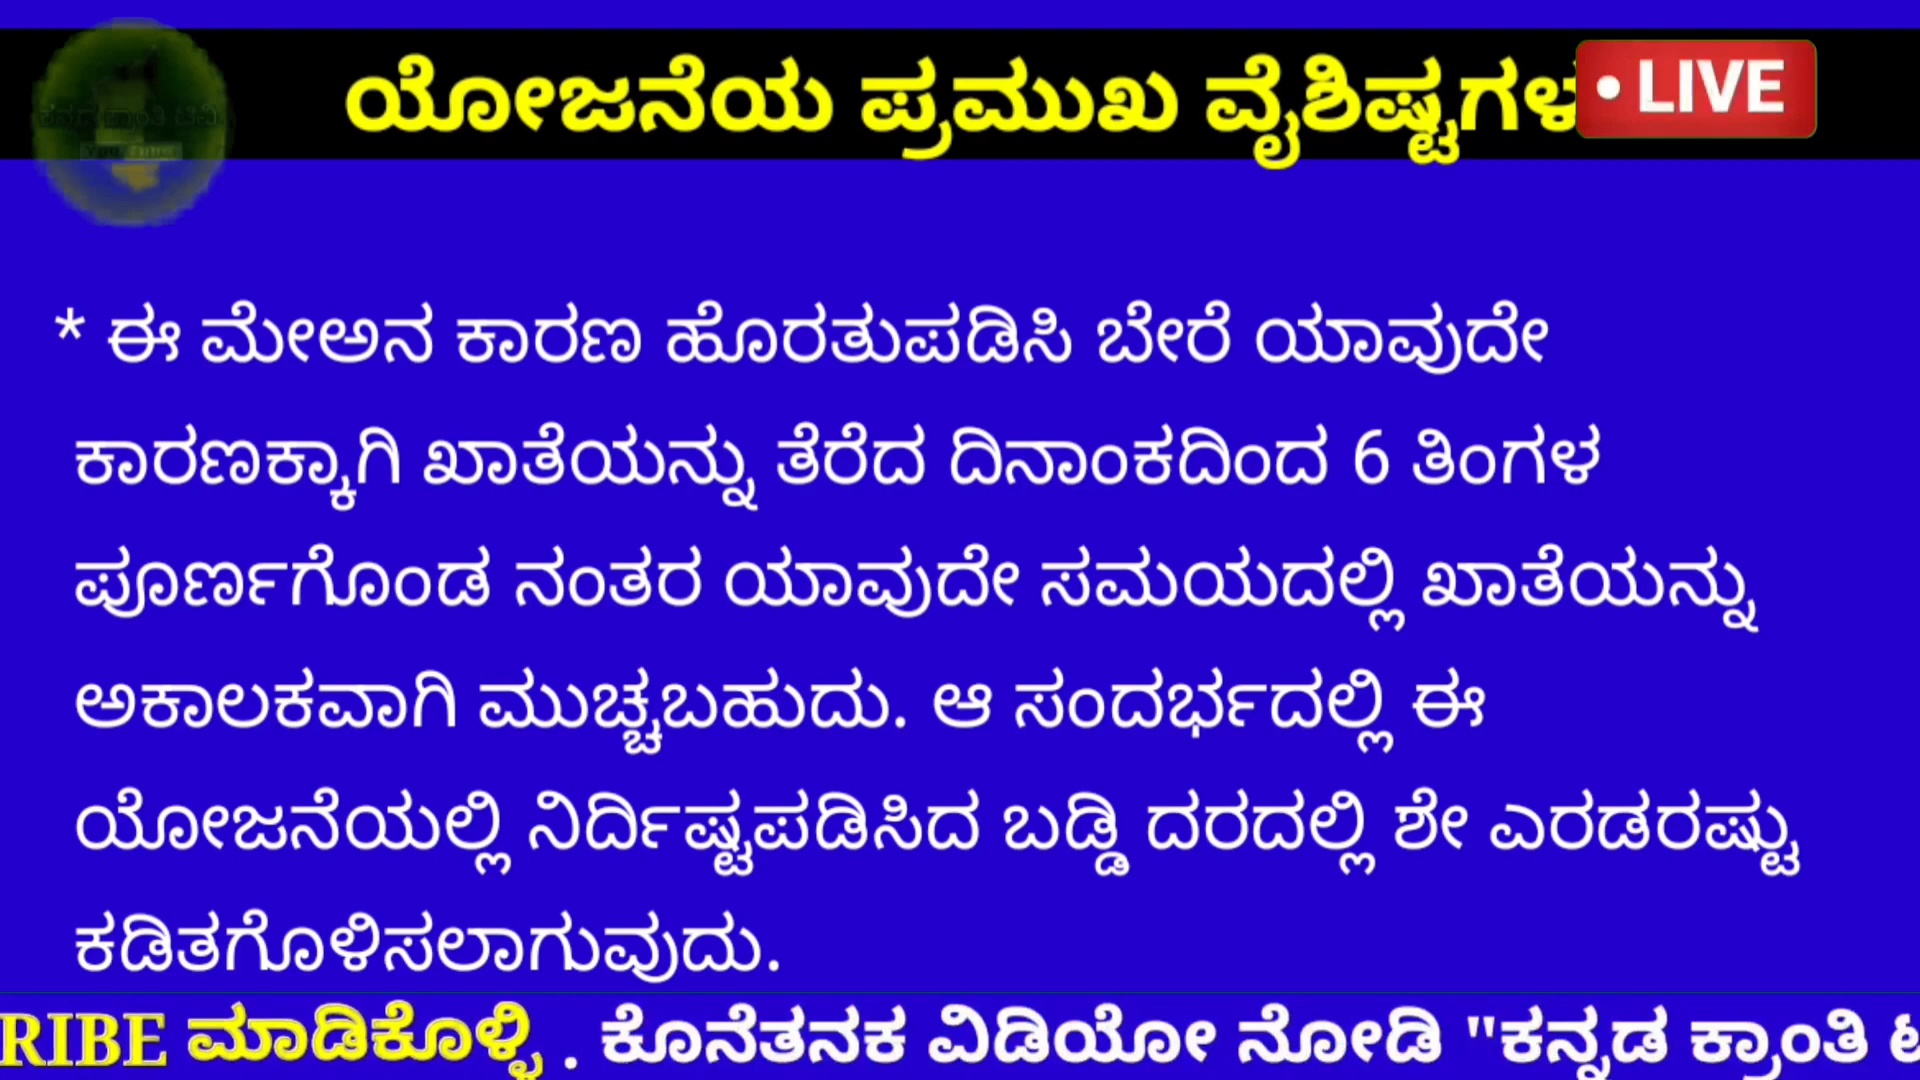 ಯೋಜನೆಯ ಪ್ರಮುಖ ವೈಶಿಷ್ಟಗಳ
• LIVE
* ಈ ಮೇಅನ ಕಾರಣ ಹೊರತುಪಡಿಸಿ ಬೇರೆ ಯಾವುದೇ
ಕಾರಣಕ್ಕಾಗಿ ಖಾತೆಯನ್ನು ತೆರೆದ ದಿನಾಂಕದಿಂದ 6 ತಿಂಗಳ
ಪೂರ್ಣಗೊಂಡ ನಂತರ ಯಾವುದೇ ಸಮಯದಲ್ಲಿ ಖಾತೆಯನ್ನು
ಅಕಾಲಕವಾಗಿ ಮುಚ್ಚಬಹುದು. ಆ ಸಂದರ್ಭದಲ್ಲಿ ಈ
ಯೋಜನೆಯಲ್ಲಿ ನಿರ್ದಿಷ್ಟಪಡಿಸಿದ ಬಡ್ಡಿ ದರದಲ್ಲಿ ಶೇ ಎರಡರಷ್ಟು
ಕಡಿತಗೊಳಿಸಲಾಗುವುದು.
RIBE ಮಾಡಿಕೊಳ್ಳಿ . ಕೊನೆತನಕ ವಿಡಿಯೋ ನೋಡಿ "ಕನ್ನಡ ಕ್ರಾಂತಿ